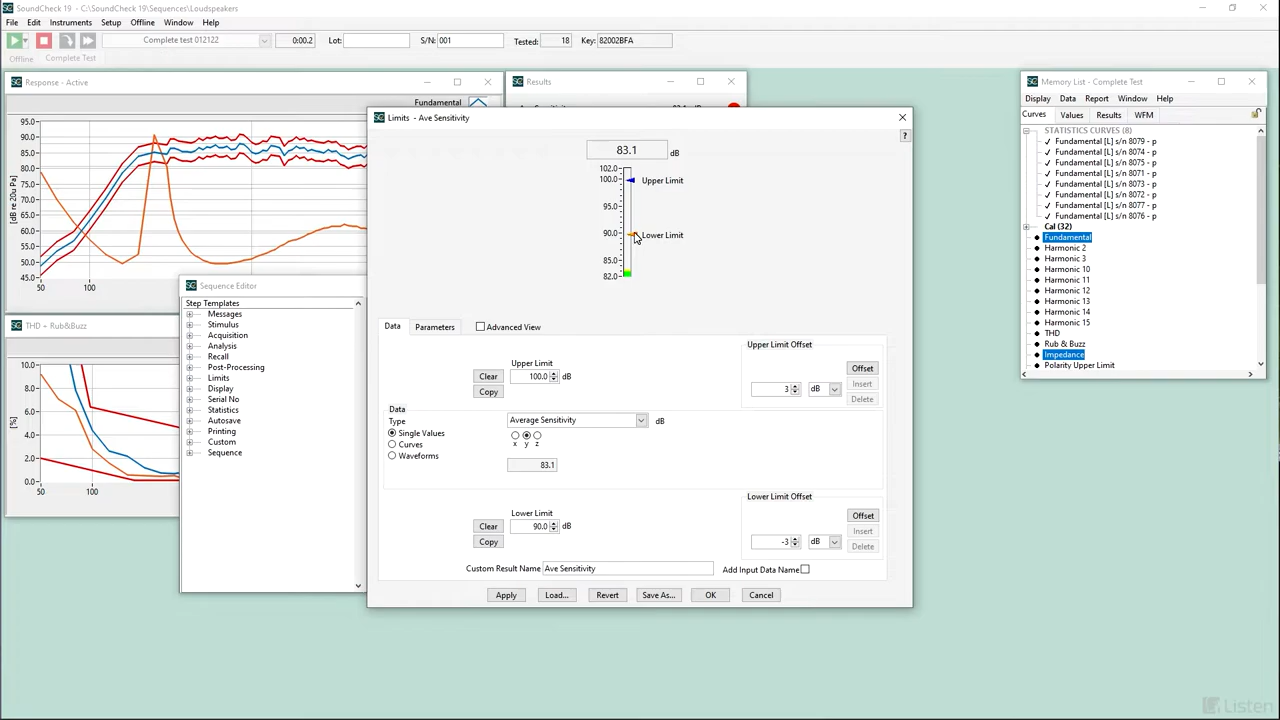 SoundCheck 19 - C:\SoundCheck 19\Sequences\Loudspeakers
File Edit Instruments Setup Offline Window Help
Complete test 012122 0:00.2 Lot: S/N: 001 Tested: 18 Key: 82002BFA
Offline Complete Test
Response - Active
Fundamental
95.0
90.0
85.0
80.0
75.0
70.0
65.0
60.0
55.0
50.0
45.0
[dB re 20u Pa]
50 100
THD + Rub&Buzz
10.0
8.0
6.0
4.0
2.0
0.0
[%]
50 100
Results
Sequence Editor
Step Templates
Messages
Stimulus
Acquisition
Analysis
Recall
Post-Processing
Limits
Display
Serial No
Statistics
Autosave
Printing
Custom
Sequence
Limits - Ave Sensitivity
?
83.1 dB
102.0
100.0 Upper Limit
95.0
90.0 Lower Limit
85.0
82.0
Data Parameters Advanced View
Upper Limit Offset
Upper Limit
Clear 100.0 dB Offset
Copy 3 dB Insert
Delete
Data
Type Average Sensitivity dB
Single Values
x y z
Curves
Waveforms
83.1
Lower Limit Offset
Lower Limit
Clear 90.0 dB Offset
Copy -3 dB Insert
Delete
Custom Result Name Ave Sensitivity Add Input Data Name
Apply Load... Revert Save As... OK Cancel
Memory List - Complete Test
Display Data Report Window Help
Curves Values Results WFM
STATISTICS CURVES (8)
Fundamental [L] s/n 8079 - p
Fundamental [L] s/n 8074 - p
Fundamental [L] s/n 8075 - p
Fundamental [L] s/n 8071 - p
Fundamental [L] s/n 8073 - p
Fundamental [L] s/n 8072 - p
Fundamental [L] s/n 8077 - p
Fundamental [L] s/n 8076 - p
Cal (32)
Fundamental
Harmonic 2
Harmonic 3
Harmonic 10
Harmonic 11
Harmonic 12
Harmonic 13
Harmonic 14
Harmonic 15
THD
Rub & Buzz
Impedance
Polarity Upper Limit
Listen